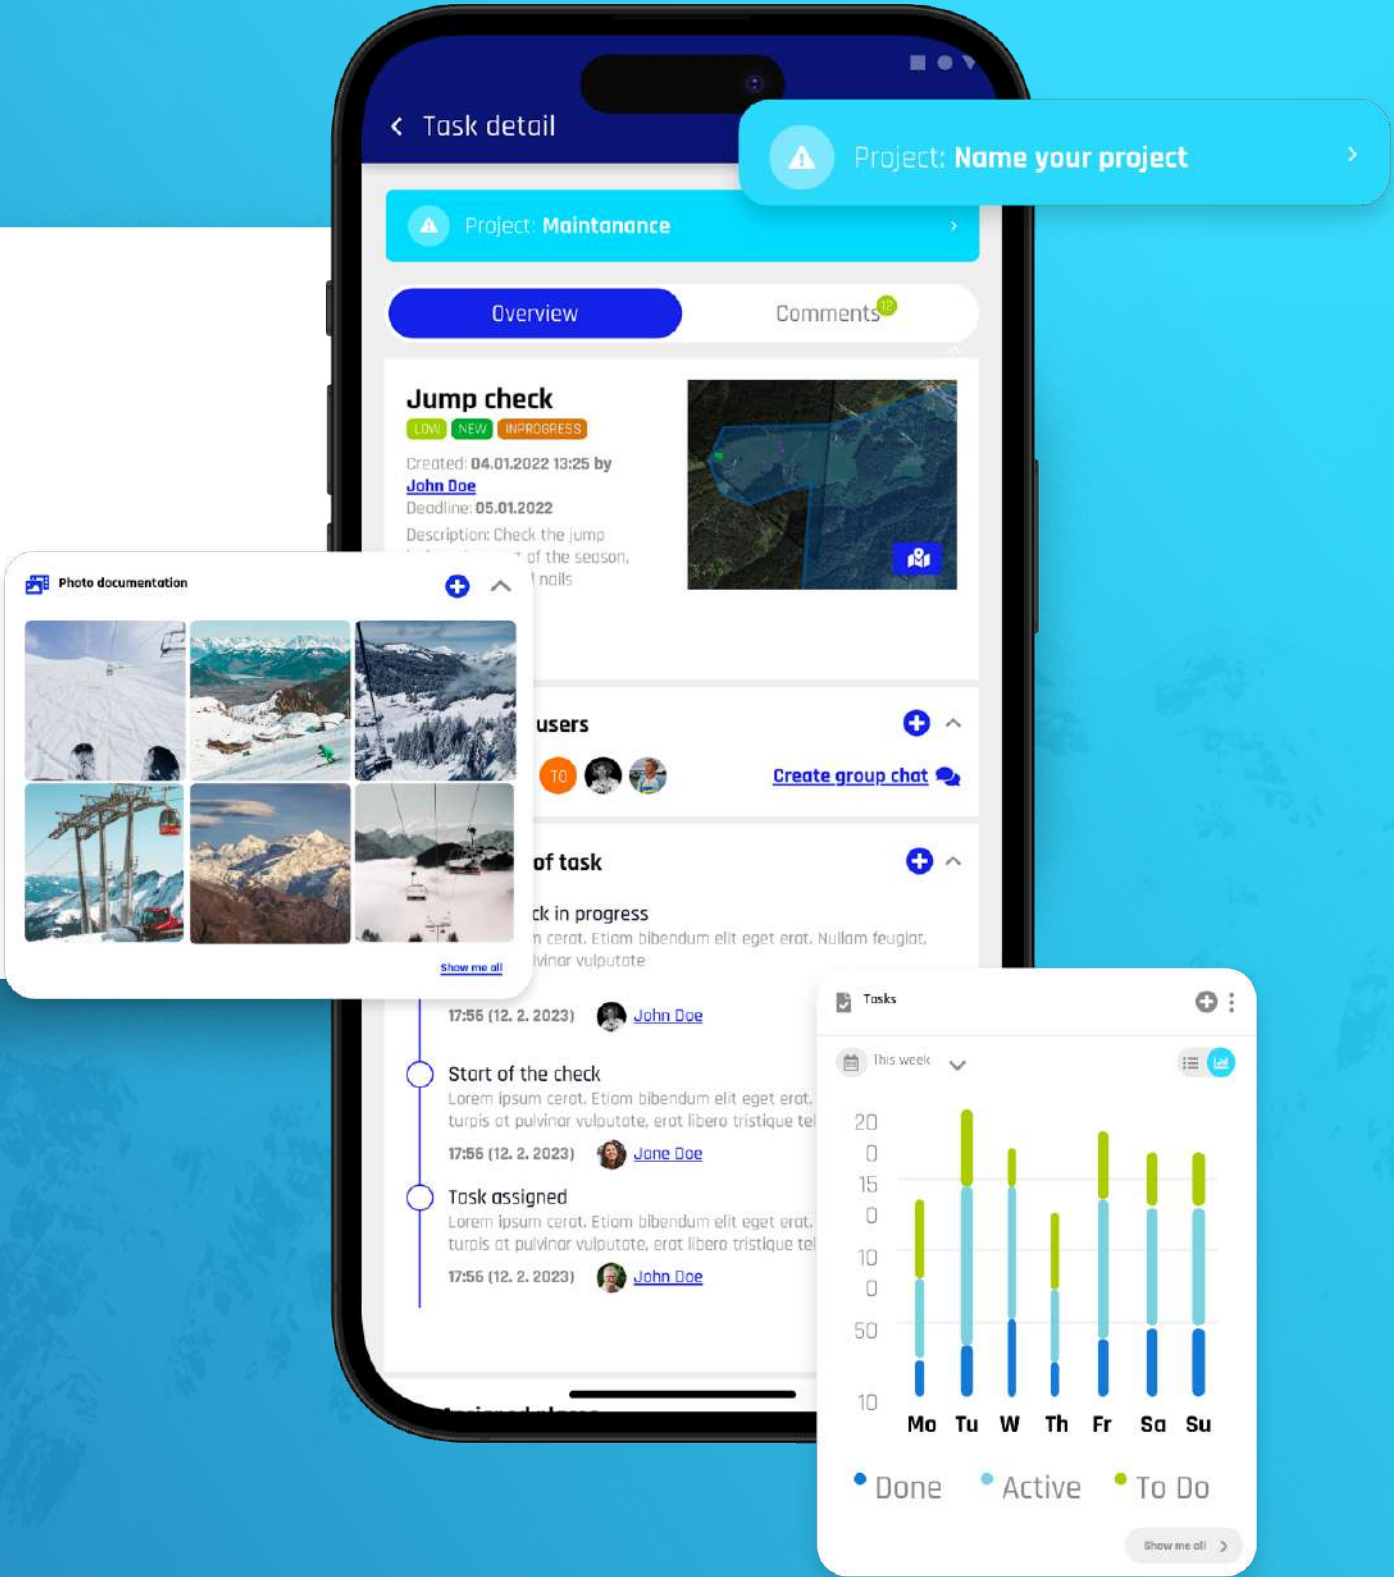 Task detail
Project: Name your project
Project: Maintanance
Overview
Comments
12
Jump check
LOW NEW INPROGRESS
Created: 04.01.2022 13:25 by
John Doe
Deadline: 05.01.2022
Description: Check the jump
of the season,
nails
Photo documentation
Show me all
users
TO
Create group chat
of task
ck in progress
cerat. Etiam bibendum elit eget erat. Nullam feugiat,
vulputate
17:56 (12. 2. 2023) John Doe
Start of the check
Lorem ipsum cerat. Etiam bibendum elit eget erat.
turpis at pulvinar vulputate, erat libero tristique tel
17:56 (12. 2. 2023) Jane Doe
Task assigned
Lorem ipsum cerat. Etiam bibendum elit eget erat.
turpis at pulvinar vulputate, erat libero tristique tel
17:56 (12. 2. 2023) John Doe
Tasks
This week
20
0
15
0
10
0
50
10
Mo Tu W Th Fr Sa Su
Done Active To Do
Show me all